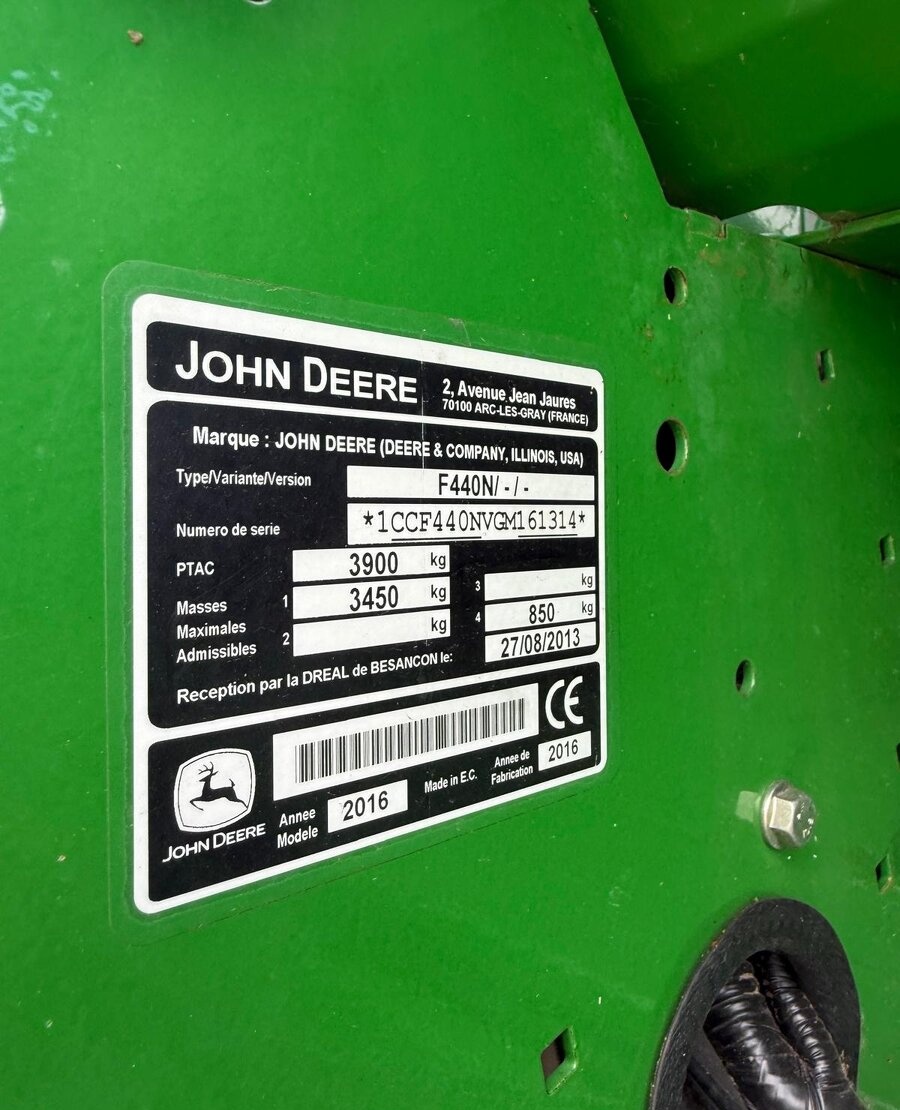 JOHN DEERE
2, Avenue Jean Jaures
70100 ARC-LES-GRAY (FRANCE)
Marque : JOHN DEERE (DEERE & COMPANY, ILLINOIS, USA)
Type/Variante/Version F440N/ - / -
Numero de serie *1CCF440NVGM161314*
PTAC 3900 kg
Masses Maximales Admissibles
1 3450 kg
2 kg
3 kg
4 850 kg
Reception par la DREAL de BESANCON le: 27/08/2013
CE
JOHN DEERE
Annee Modele 2016
Made in E.C.
Annee de Fabrication 2016